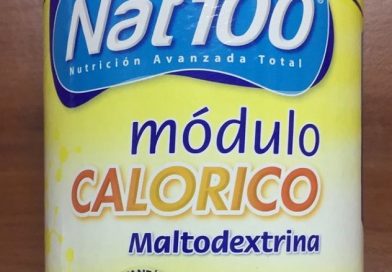 Nat100
Nutrición Avanzada Total
módulo
CALORICO
Maltodextrina